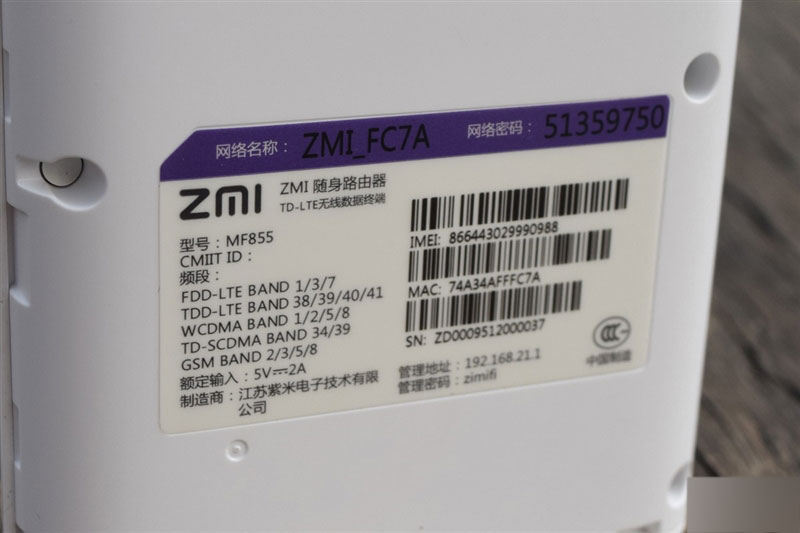 网络名称： ZMI_FC7A 网络密码： 51359750
ZMI ZMI 随身路由器
TD-LTE无线数据终端
型号：MF855
CMIIT ID：
频段：
FDD-LTE BAND 1/3/7
TDD-LTE BAND 38/39/40/41
WCDMA BAND 1/2/5/8
TD-SCDMA BAND 34/39
GSM BAND 2/3/5/8
额定输入：5V⎓2A
制造商：江苏紫米电子技术有限
公司
IMEI: 866443029990988
MAC: 74A34AFFFC7A
SN: ZD0009512000037
管理地址：192.168.21.1
管理密码：zimifi
CCC
中国制造